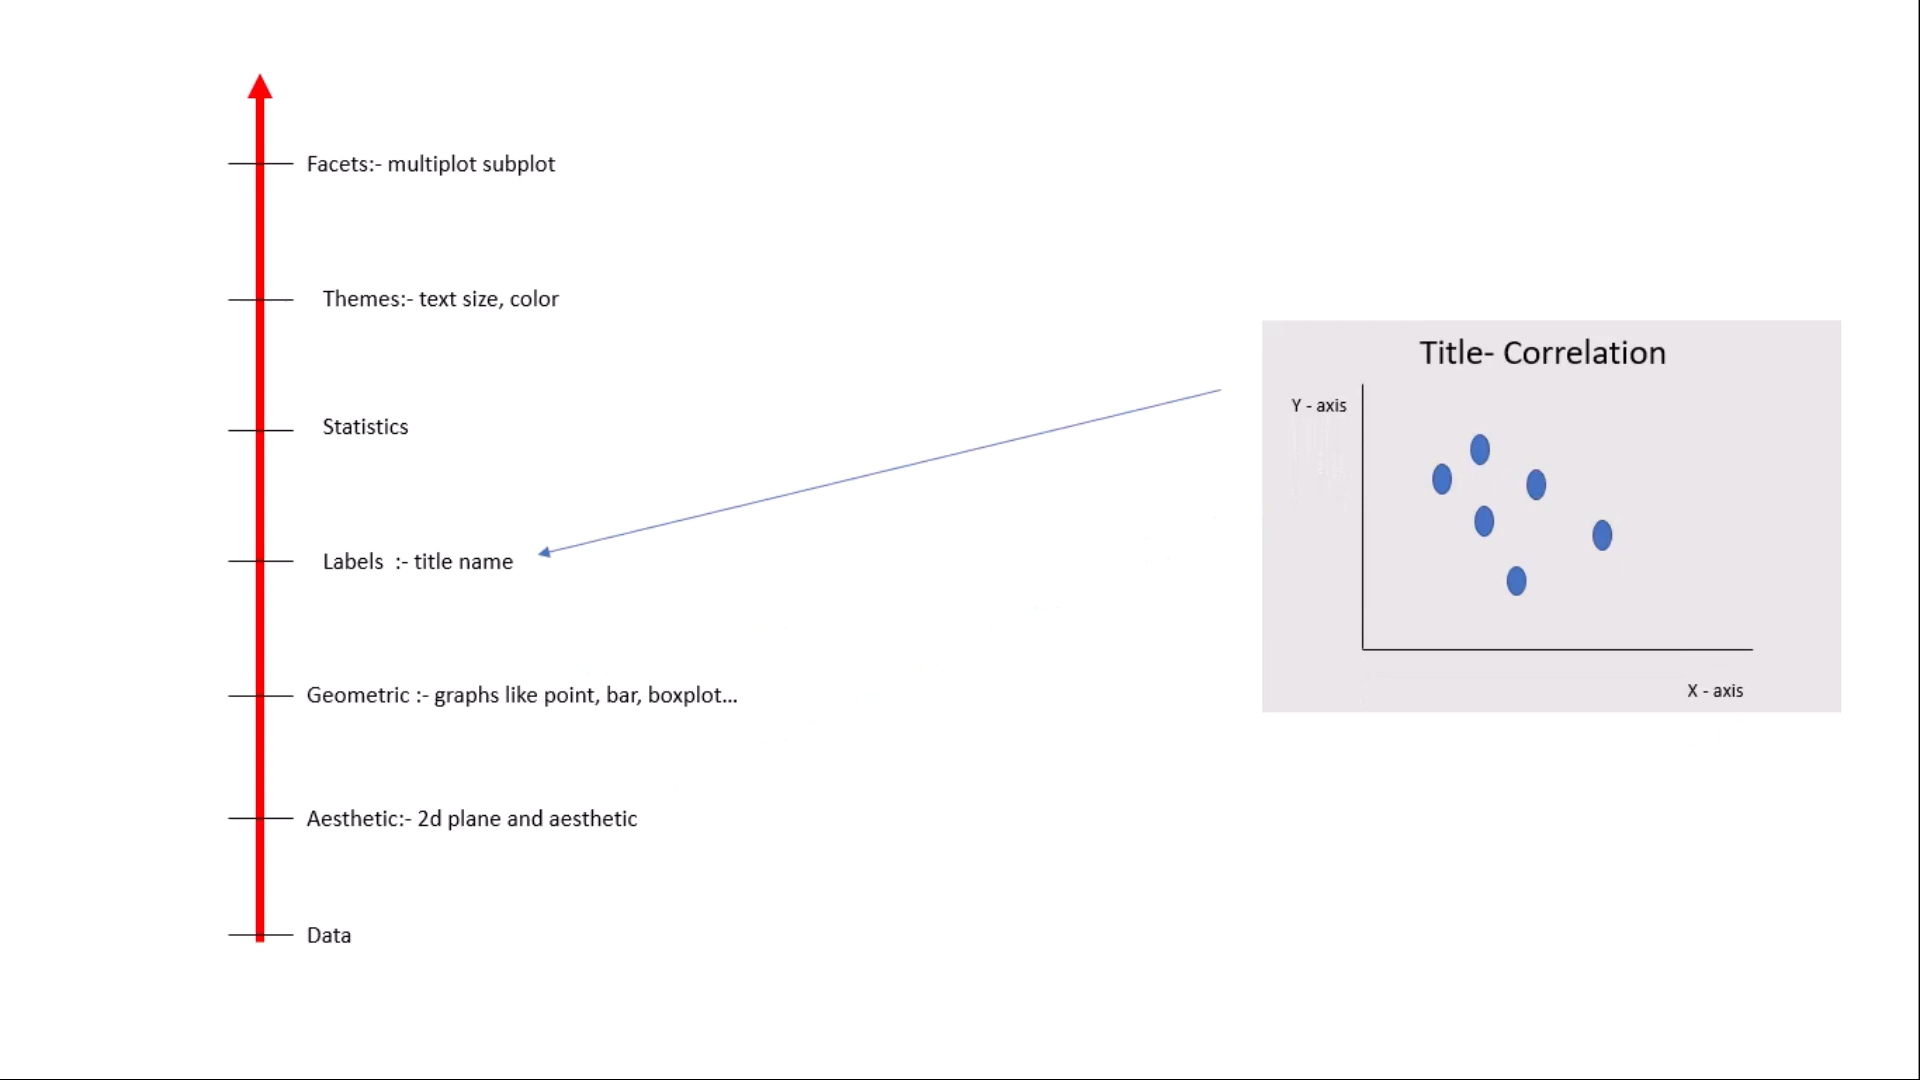 Facets:- multiplot subplot
Themes:- text size, color
Statistics
Labels  :- title name
Geometric :- graphs like point, bar, boxplot...
Aesthetic:- 2d plane and aesthetic
Data
Title- Correlation
Y - axis
X - axis